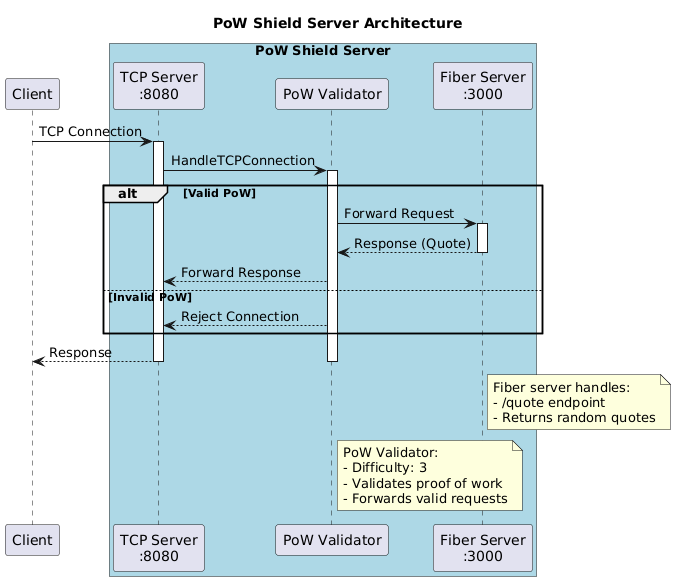 PoW Shield Server Architecture
PoW Shield Server
Client
TCP Server
:8080
PoW Validator
Fiber Server
:3000
TCP Connection
HandleTCPConnection
alt
[Valid PoW]
Forward Request
Response (Quote)
Forward Response
[Invalid PoW]
Reject Connection
Response
Fiber server handles:
- /quote endpoint
- Returns random quotes
PoW Validator:
- Difficulty: 3
- Validates proof of work
- Forwards valid requests
Client
TCP Server
:8080
PoW Validator
Fiber Server
:3000